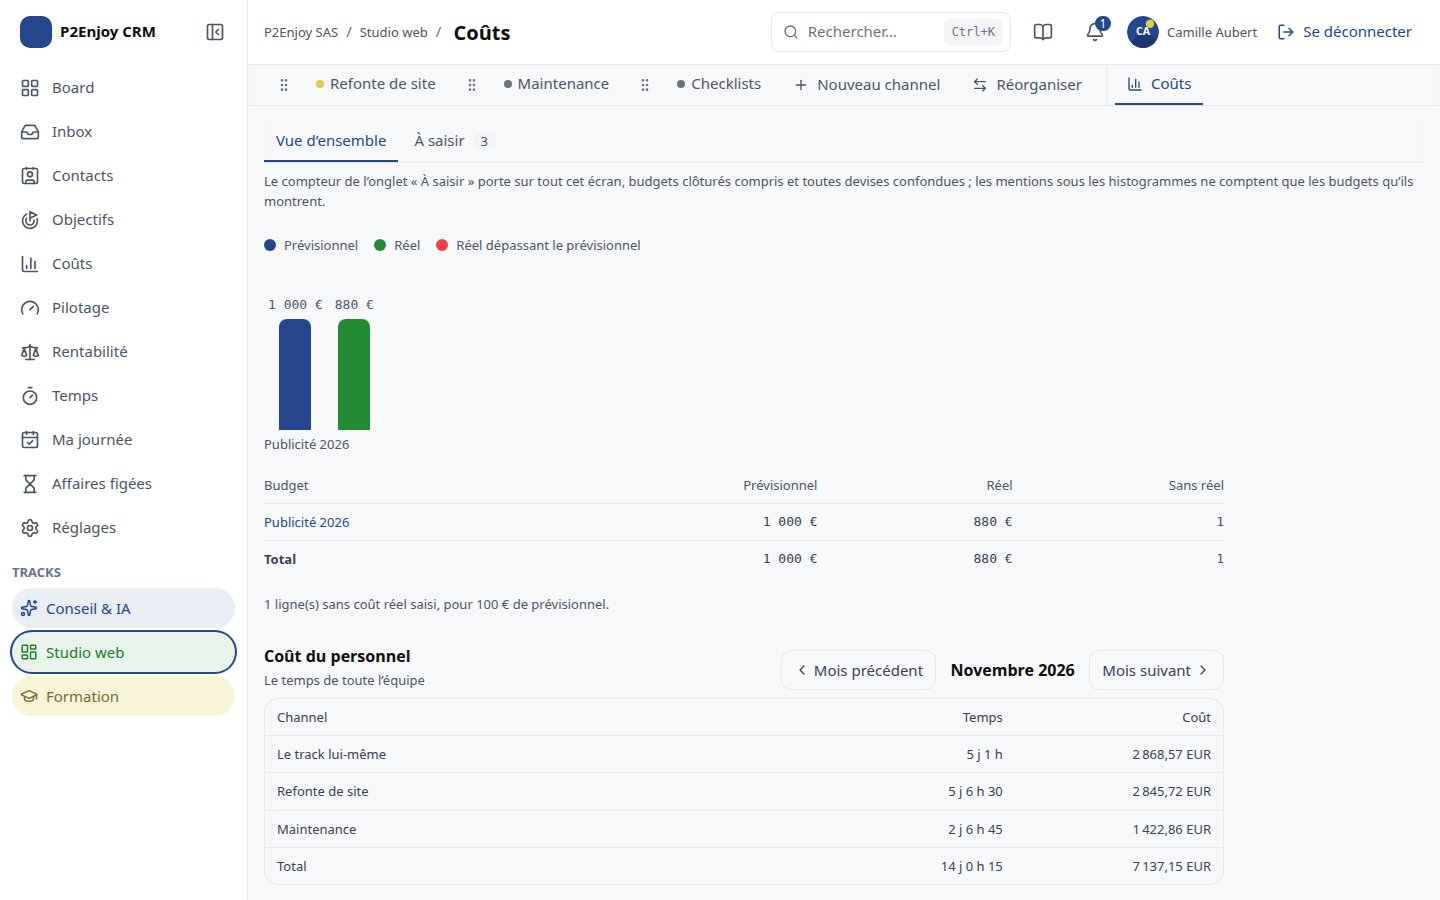 P2Enjoy CRM
Board
Inbox
Contacts
Objectifs
Coûts
Pilotage
Rentabilité
Temps
Ma journée
Affaires figées
Réglages
TRACKS
Conseil & IA
Studio web
Formation
P2Enjoy SAS / Studio web / Coûts
Rechercher... Ctrl+K
1
CA
Camille Aubert
Se déconnecter
Refonte de site
Maintenance
Checklists
Nouveau channel
Réorganiser
Coûts
Vue d’ensemble
À saisir 3
Le compteur de l’onglet « À saisir » porte sur tout cet écran, budgets clôturés compris et toutes devises confondues ; les mentions sous les histogrammes ne comptent que les budgets qu’ils
montrent.
Prévisionnel Réel Réel dépassant le prévisionnel
1 000 € 880 €
Publicité 2026
Budget Prévisionnel Réel Sans réel
Publicité 2026 1 000 € 880 € 1
Total 1 000 € 880 € 1
1 ligne(s) sans coût réel saisi, pour 100 € de prévisionnel.
Coût du personnel
Le temps de toute l’équipe
Mois précédent Novembre 2026 Mois suivant
Channel Temps Coût
Le track lui-même 5 j 1 h 2 868,57 EUR
Refonte de site 5 j 6 h 30 2 845,72 EUR
Maintenance 2 j 6 h 45 1 422,86 EUR
Total 14 j 0 h 15 7 137,15 EUR